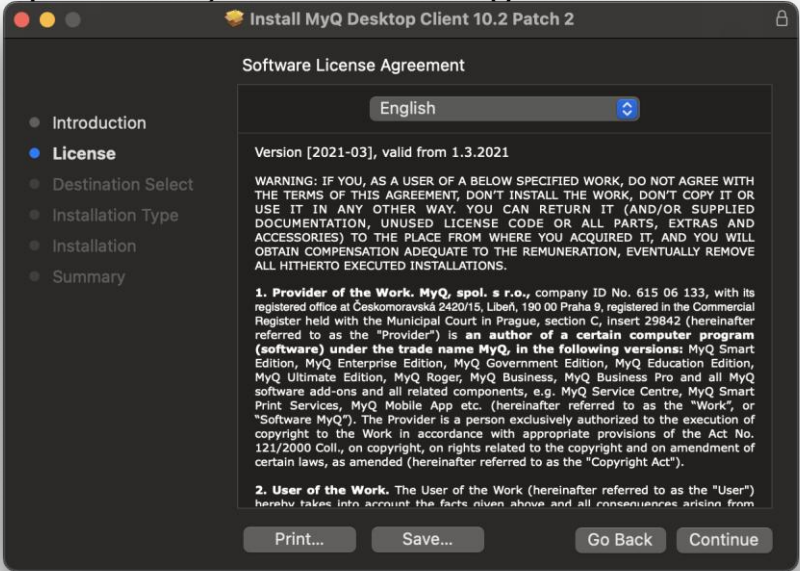 Install MyQ Desktop Client 10.2 Patch 2
Software License Agreement
Introduction
License
Destination Select
Installation Type
Installation
Summary
English
Version [2021-03], valid from 1.3.2021
WARNING: IF YOU, AS A USER OF A BELOW SPECIFIED WORK, DO NOT AGREE WITH
THE TERMS OF THIS AGREEMENT, DON'T INSTALL THE WORK, DON'T COPY IT OR
USE IT IN ANY OTHER WAY. YOU CAN RETURN IT (AND/OR SUPPLIED
DOCUMENTATION, UNUSED LICENSE CODE OR ALL PARTS, EXTRAS AND
ACCESSORIES) TO THE PLACE FROM WHERE YOU ACQUIRED IT, AND YOU WILL
OBTAIN COMPENSATION ADEQUATE TO THE REMUNERATION, EVENTUALLY REMOVE
ALL HITHERTO EXECUTED INSTALLATIONS.
1. Provider of the Work. MyQ, spol. s r.o., company ID No. 615 06 133, with its
registered office at Českomoravská 2420/15, Libeň, 190 00 Praha 9, registered in the Commercial
Register held with the Municipal Court in Prague, section C, insert 29842 (hereinafter
referred to as the "Provider") is an author of a certain computer program
(software) under the trade name MyQ, in the following versions: MyQ Smart
Edition, MyQ Enterprise Edition, MyQ Government Edition, MyQ Education Edition,
MyQ Ultimate Edition, MyQ Roger, MyQ Business, MyQ Business Pro and all MyQ
software add-ons and all related components, e.g. MyQ Service Centre, MyQ Smart
Print Services, MyQ Mobile App etc. (hereinafter referred to as the “Work”, or
“Software MyQ”). The Provider is a person exclusively authorized to the execution of
copyright to the Work in accordance with appropriate provisions of the Act No.
121/2000 Coll., on copyright, on rights related to the copyright and on amendment of
certain laws, as amended (hereinafter referred to as the "Copyright Act").
2. User of the Work. The User of the Work (hereinafter referred to as the "User")
hereby takes into account the facts given above and all consequences arising from
Print...
Save...
Go Back
Continue